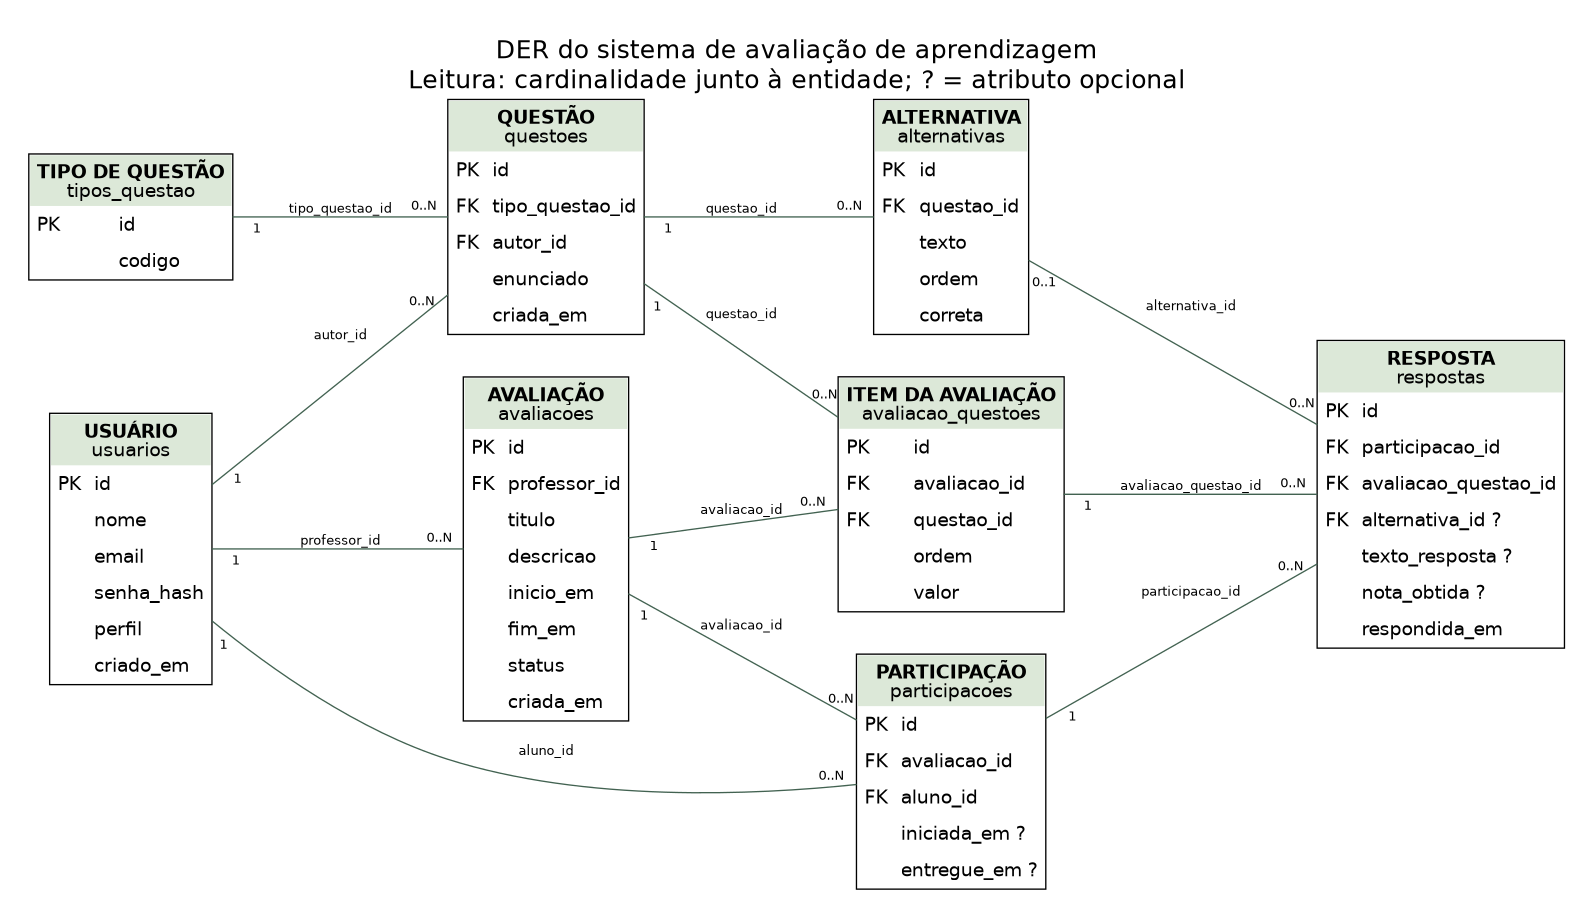 DER do sistema de avaliação de aprendizagem
Leitura: cardinalidade junto à entidade; ? = atributo opcional
TIPO DE QUESTÃO
tipos_questao
PK id
codigo
tipo_questao_id
1
0..N
QUESTÃO
questoes
PK id
FK tipo_questao_id
FK autor_id
enunciado
criada_em
questao_id
1
0..N
ALTERNATIVA
alternativas
PK id
FK questao_id
texto
ordem
correta
autor_id
1
0..N
questao_id
1
0..N
alternativa_id
0..1
0..N
USUÁRIO
usuarios
PK id
nome
email
senha_hash
perfil
criado_em
professor_id
1
0..N
AVALIAÇÃO
avaliacoes
PK id
FK professor_id
titulo
descricao
inicio_em
fim_em
status
criada_em
avaliacao_id
1
0..N
ITEM DA AVALIAÇÃO
avaliacao_questoes
PK id
FK avaliacao_id
FK questao_id
ordem
valor
avaliacao_questao_id
1
0..N
RESPOSTA
respostas
PK id
FK participacao_id
FK avaliacao_questao_id
FK alternativa_id ?
texto_resposta ?
nota_obtida ?
respondida_em
avaliacao_id
1
0..N
aluno_id
1
0..N
PARTICIPAÇÃO
participacoes
PK id
FK avaliacao_id
FK aluno_id
iniciada_em ?
entregue_em ?
participacao_id
1
0..N